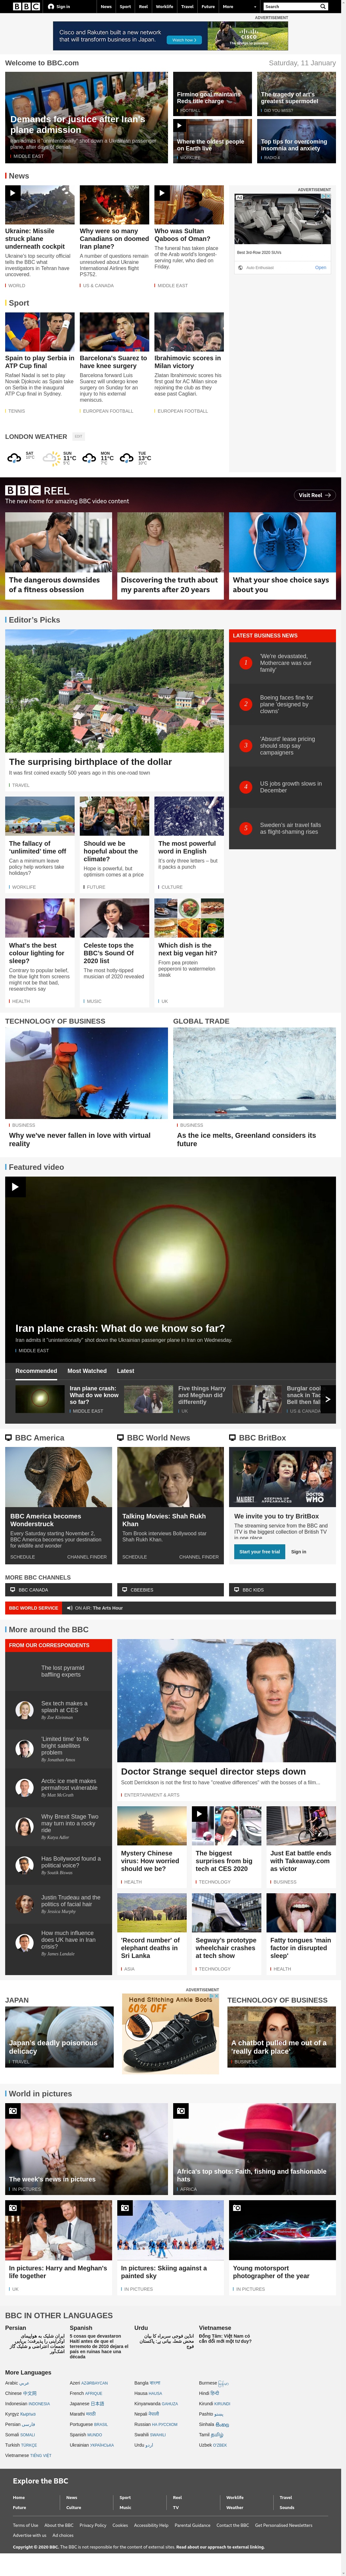 BBC
Sign in
News
Sport
Reel
Worklife
Travel
Future
More
Search
ADVERTISEMENT
Cisco and Rakuten built a new network
that will transform business in Japan.
Watch now
Welcome to BBC.com
Saturday, 11 January
Demands for justice after Iran's
plane admission
Iran admits it "unintentionally" shot down a Ukrainian passenger
plane, after days of denial.
MIDDLE EAST
Firmino goal maintains
Reds title charge
FOOTBALL
The tragedy of art's
greatest supermodel
DID YOU MISS?
Where the oldest people
on Earth live
WORKLIFE
Top tips for overcoming
insomnia and anxiety
RADIO 4
News
Ukraine: Missile
struck plane
underneath cockpit
Ukraine's top security official
tells the BBC what
investigators in Tehran have
uncovered.
WORLD
Why were so many
Canadians on doomed
Iran plane?
A number of questions remain
unresolved about Ukraine
International Airlines flight
PS752.
US & CANADA
Who was Sultan
Qaboos of Oman?
The funeral has taken place
of the Arab world's longest-
serving ruler, who died on
Friday.
MIDDLE EAST
ADVERTISEMENT
Ad
Best 3rd-Row 2020 SUVs
Auto Enthusiast
Open
Sport
Spain to play Serbia in
ATP Cup final
Rafael Nadal is set to play
Novak Djokovic as Spain take
on Serbia in the inaugural
ATP Cup final in Sydney.
TENNIS
Barcelona's Suarez to
have knee surgery
Barcelona forward Luis
Suarez will undergo knee
surgery on Sunday for an
injury to his external
meniscus.
EUROPEAN FOOTBALL
Ibrahimovic scores in
Milan victory
Zlatan Ibrahimovic scores his
first goal for AC Milan since
rejoining the club as they
ease past Cagliari.
EUROPEAN FOOTBALL
LONDON WEATHER
EDIT
SAT
10°C
SUN
11°C
5°C
MON
11°C
7°C
TUE
13°C
10°C
BBC REEL
The new home for amazing BBC video content
Visit Reel
The dangerous downsides
of a fitness obsession
Discovering the truth about
my parents after 20 years
What your shoe choice says
about you
Editor's Picks
The surprising birthplace of the dollar
It was first coined exactly 500 years ago in this one-road town
TRAVEL
LATEST BUSINESS NEWS
1
'We're devastated,
Mothercare was our
family'
2
Boeing faces fine for
plane 'designed by
clowns'
3
'Absurd' lease pricing
should stop say
campaigners
4
US jobs growth slows in
December
5
Sweden's air travel falls
as flight-shaming rises
The fallacy of
'unlimited' time off
Can a minimum leave
policy help workers take
holidays?
WORKLIFE
Should we be
hopeful about the
climate?
Hope is powerful, but
optimism comes at a price
FUTURE
The most powerful
word in English
It's only three letters – but
it packs a punch
CULTURE
What's the best
colour lighting for
sleep?
Contrary to popular belief,
the blue light from screens
might not be that bad,
researchers say
HEALTH
Celeste tops the
BBC's Sound Of
2020 list
The most hotly-tipped
musician of 2020 revealed
MUSIC
Which dish is the
next big vegan hit?
From pea protein
pepperoni to watermelon
steak
UK
TECHNOLOGY OF BUSINESS
BUSINESS
Why we've never fallen in love with virtual
reality
GLOBAL TRADE
BUSINESS
As the ice melts, Greenland considers its
future
Featured video
Iran plane crash: What do we know so far?
Iran admits it "unintentionally" shot down the Ukrainian passenger plane in Iran on Wednesday.
MIDDLE EAST
Recommended
Most Watched
Latest
Iran plane crash:
What do we know
so far?
MIDDLE EAST
Five things Harry
and Meghan did
differently
UK
Burglar
snack in
Bell then
US & CANADA
BBC America
BBC America becomes
Wonderstruck
Every Saturday starting November 2,
BBC America becomes your destination
for wildlife and wonder
SCHEDULE
CHANNEL FINDER
BBC World News
Talking Movies: Shah Rukh
Khan
Tom Brook interviews Bollywood star
Shah Rukh Khan.
SCHEDULE
CHANNEL FINDER
BBC BritBox
MAIGRET
KEEPING UP
APPEARANCES
DOCTOR
WHO
We invite you to try BritBox
The streaming service from the BBC and
ITV is the biggest collection of British TV
in one place
Start your free trial
Sign in
MORE BBC CHANNELS
BBC CANADA
CBEEBIES
BBC KIDS
BBC WORLD SERVICE
ON AIR: The Arts Hour
More around the BBC
FROM OUR CORRESPONDENTS
The lost pyramid
baffling experts
Sex tech makes a
splash at CES
By Zoe Kleinman
'Limited time' to fix
bright satellites
problem
By Jonathan Amos
Arctic ice melt makes
permafrost vulnerable
By Matt McGrath
Why Brexit Stage Two
may turn into a rocky
ride
By Katya Adler
Has Bollywood found a
political voice?
By Soutik Biswas
Justin Trudeau and the
politics of facial hair
By Jessica Murphy
How much influence
does UK have in Iran
crisis?
By James Landale
Doctor Strange sequel director steps down
Scott Derrickson is not the first to have "creative differences" with the bosses of a film...
ENTERTAINMENT & ARTS
Mystery Chinese
virus: How worried
should we be?
HEALTH
The biggest
surprises from big
tech at CES 2020
TECHNOLOGY
Just Eat battle ends
with Takeaway.com
as victor
BUSINESS
'Record number' of
elephant deaths in
Sri Lanka
ASIA
Segway's prototype
wheelchair crashes
at tech show
TECHNOLOGY
Fatty tongues 'main
factor in disrupted
sleep'
HEALTH
JAPAN
Japan's deadly poisonous
delicacy
TRAVEL
ADVERTISEMENT
Hand Stitching Ankle Boots
60% OFF
TECHNOLOGY OF BUSINESS
A chatbot pulled me out of a
'really dark place'
BUSINESS
World in pictures
The week's news in pictures
IN PICTURES
Africa's top shots: Faith, fishing and fashionable
hats
AFRICA
In pictures: Harry and Meghan's
life together
UK
In pictures: Skiing against a
painted sky
IN PICTURES
Young motorsport
photographer of the year
IN PICTURES
BBC IN OTHER LANGUAGES
Persian
Spanish
5 cosas que devastaron
Haití antes de que el
terremoto de 2010 dejara el
país en ruinas hace una
década
Urdu
Vietnamese
Đồng Tâm: Việt Nam có
cần đối mới một tư duy?
More Languages
Arabic عربي
Azeri AZƏRBAYCAN
Bangla বাংলা
Burmese
Chinese 中文网
French AFRIQUE
Hausa HAUSA
Hindi हिन्दी
Indonesian INDONESIA
Japanese 日本語
Kinyarwanda GAHUZA
Kirundi KIRUNDI
Kyrgyz Кыргыз
Marathi मराठी
Nepali नेपाली
Pashto پښتو
Persian فارسی
Portuguese BRASIL
Russian НА РУССКОМ
Sinhala සිංහල
Somali SOMALI
Spanish MUNDO
Swahili SWAHILI
Tamil தமிழ்
Turkish TÜRKÇE
Ukrainian УКРАЇНСЬКА
Urdu اردو
Uzbek O'ZBEK
Vietnamese TIẾNG VIỆT
Explore the BBC
Home
News
Sport
Reel
Worklife
Travel
Future
Culture
Music
TV
Weather
Sounds
Terms of Use
About the BBC
Privacy Policy
Cookies
Accessibility Help
Parental Guidance
Contact the BBC
Get Personalised Newsletters
Advertise with us
Ad choices
Copyright © 2020 BBC. The BBC is not responsible for the content of external sites. Read about our approach to external linking.